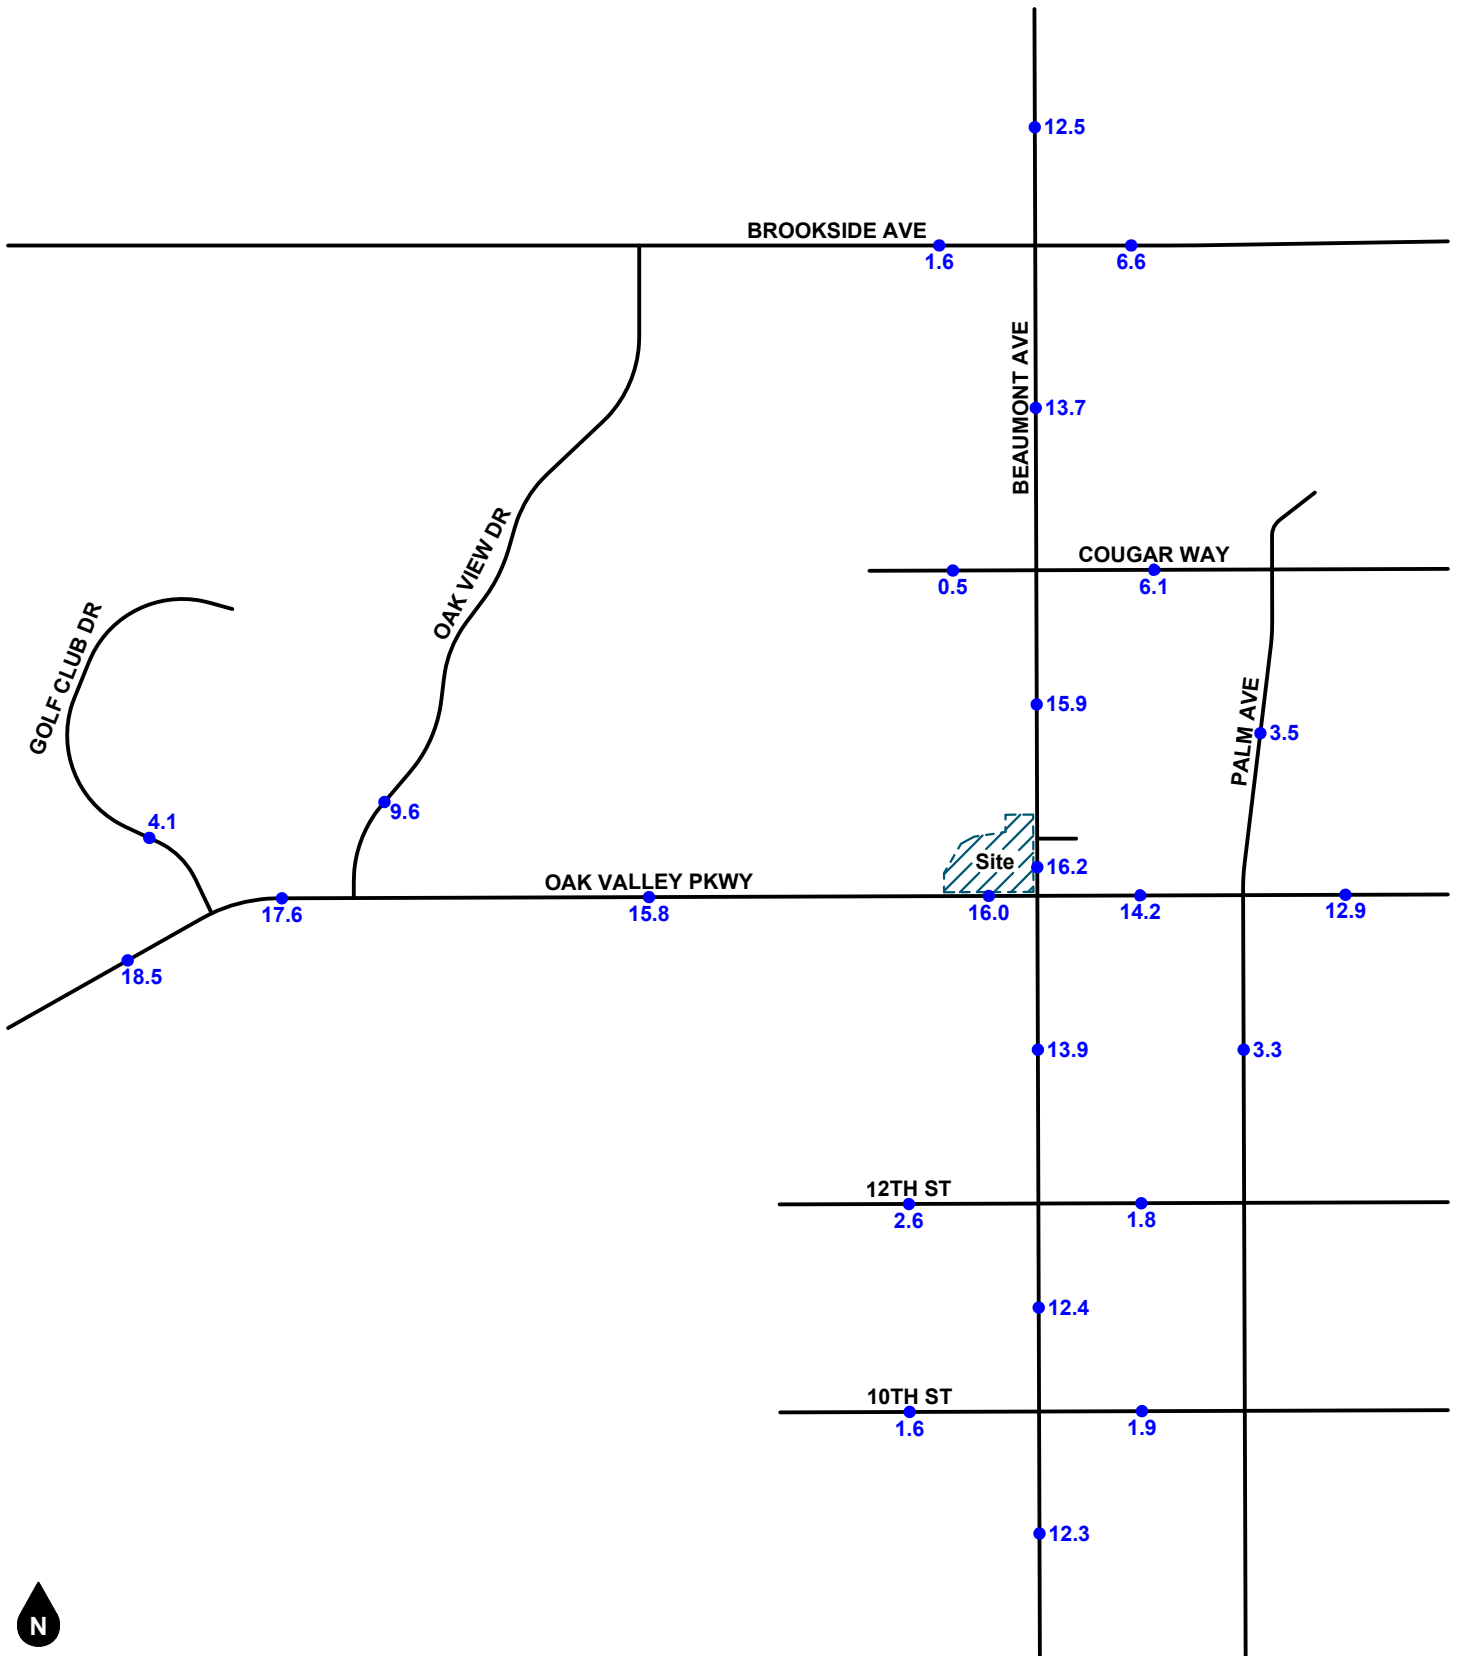 12.5
BROOKSIDE AVE
1.6
6.6
BEAUMONT AVE
13.7
COUGAR WAY
0.5
6.1
OAK VIEW DR
GOLF CLUB DR
PALM AVE
15.9
3.5
9.6
4.1
Site
16.2
OAK VALLEY PKWY
17.6
15.8
16.0
14.2
12.9
18.5
13.9
3.3
12TH ST
2.6
1.8
12.4
10TH ST
1.6
1.9
12.3
N